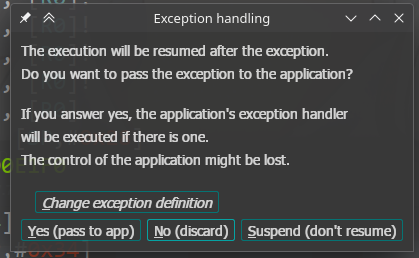 Exception handling
The execution will be resumed after the exception.
Do you want to pass the exception to the application?
If you answer yes, the application's exception handler
will be executed if there is one.
The control of the application might be lost.
Change exception definition
Yes (pass to app) No (discard) Suspend (don't resume)